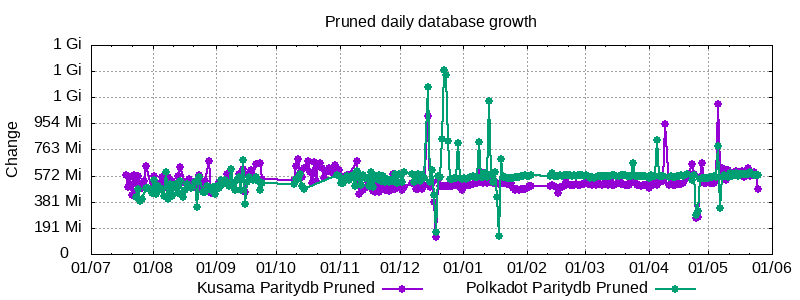 Pruned daily database growth
1 Gi
1 Gi
1 Gi
954 Mi
763 Mi
572 Mi
381 Mi
191 Mi
0
Change
01/07 01/08 01/09 01/10 01/11 01/12 01/01 01/02 01/03 01/04 01/05 01/06
Kusama Paritydb Pruned Polkadot Paritydb Pruned